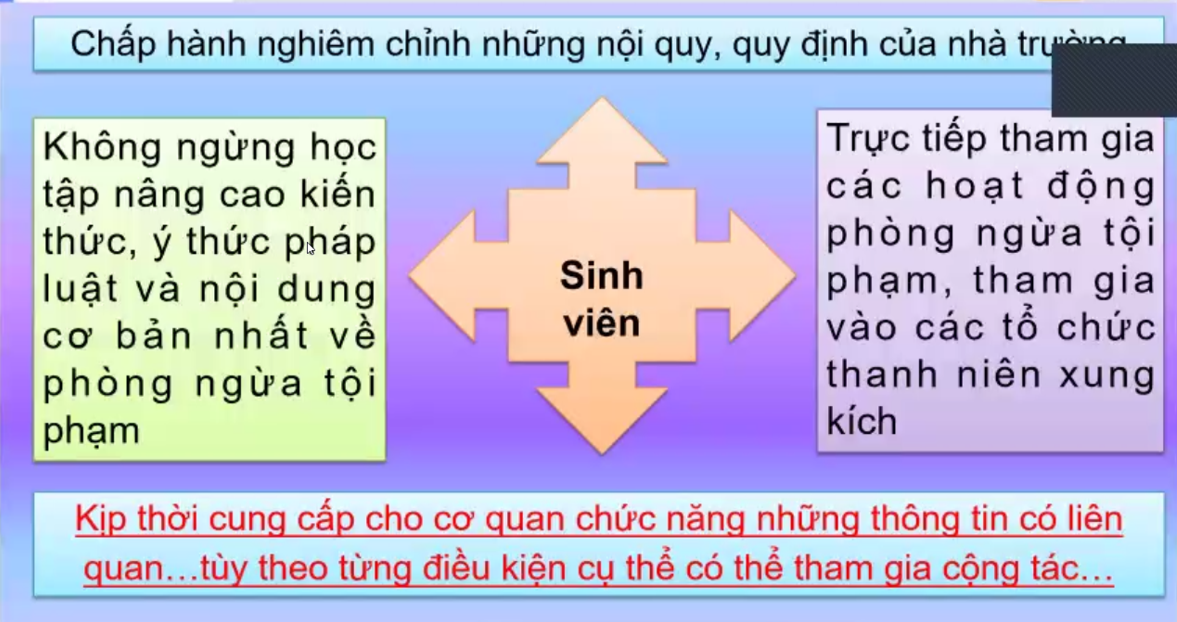 Chấp hành nghiêm chỉnh những nội quy, quy định của nhà trường
Không ngừng học
tập nâng cao kiến
thức, ý thức pháp
luật và nội dung
cơ bản nhất về
phòng ngừa tội
phạm
Sinh
viên
Trực tiếp tham gia
các hoạt động
phòng ngừa tội
phạm, tham gia
vào các tổ chức
thanh niên xung
kích
Kịp thời cung cấp cho cơ quan chức năng những thông tin có liên
quan...tùy theo từng điều kiện cụ thể có thể tham gia cộng tác...